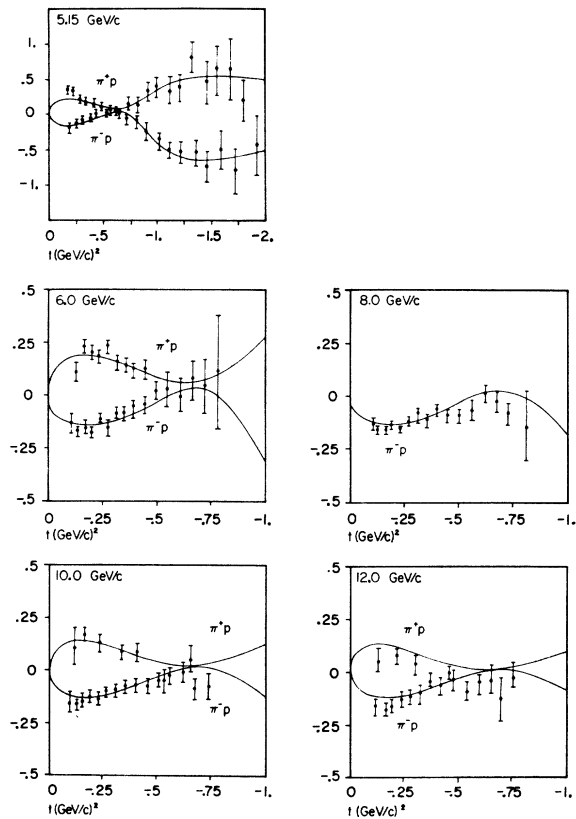 5.15 GeV/c
1.
.5
0
-.5
-1.
π⁺p
π⁻p
0 -.5 -1. -1.5 -2.
t (GeV/c)²
6.0 GeV/c
.5
.25
0
-.25
-.5
π⁺p
π⁻p
0 -.25 -.5 -.75 -1.
t (GeV/c)²
8.0 GeV/c
.5
.25
0
-.25
-.5
π⁻p
0 -.25 -.5 -.75 -1.
t (GeV/c)²
10.0 GeV/c
.5
.25
0
-.25
-.5
π⁺p
π⁻p
0 -.25 -.5 -.75 -1.
t (GeV/c)²
12.0 GeV/c
.5
.25
0
-.25
-.5
π⁺p
π⁻p
0 -.25 -.5 -.75 -1.
t (GeV/c)²